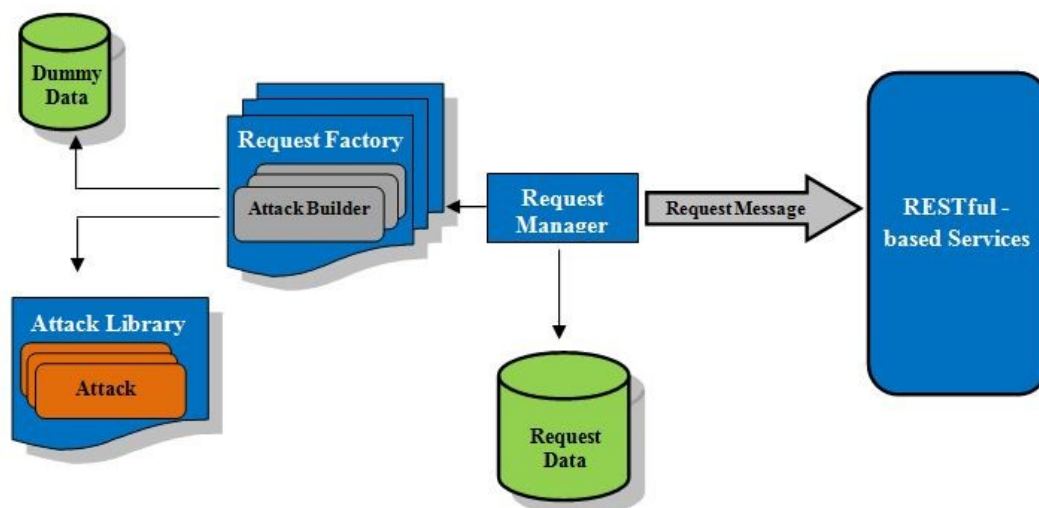 Dummy
Data
Request Factory
Attack Builder
Request
Manager
Request Message
RESTful -
based Services
Attack Library
Attack
Request
Data